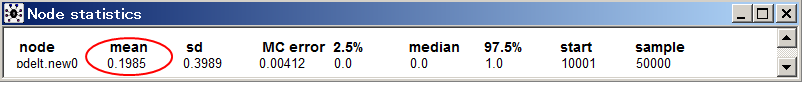 Node statistics
node mean sd MC error 2.5% median 97.5% start sample
pdelt.new0 0.1985 0.3989 0.00412 0.0 0.0 1.0 10001 50000